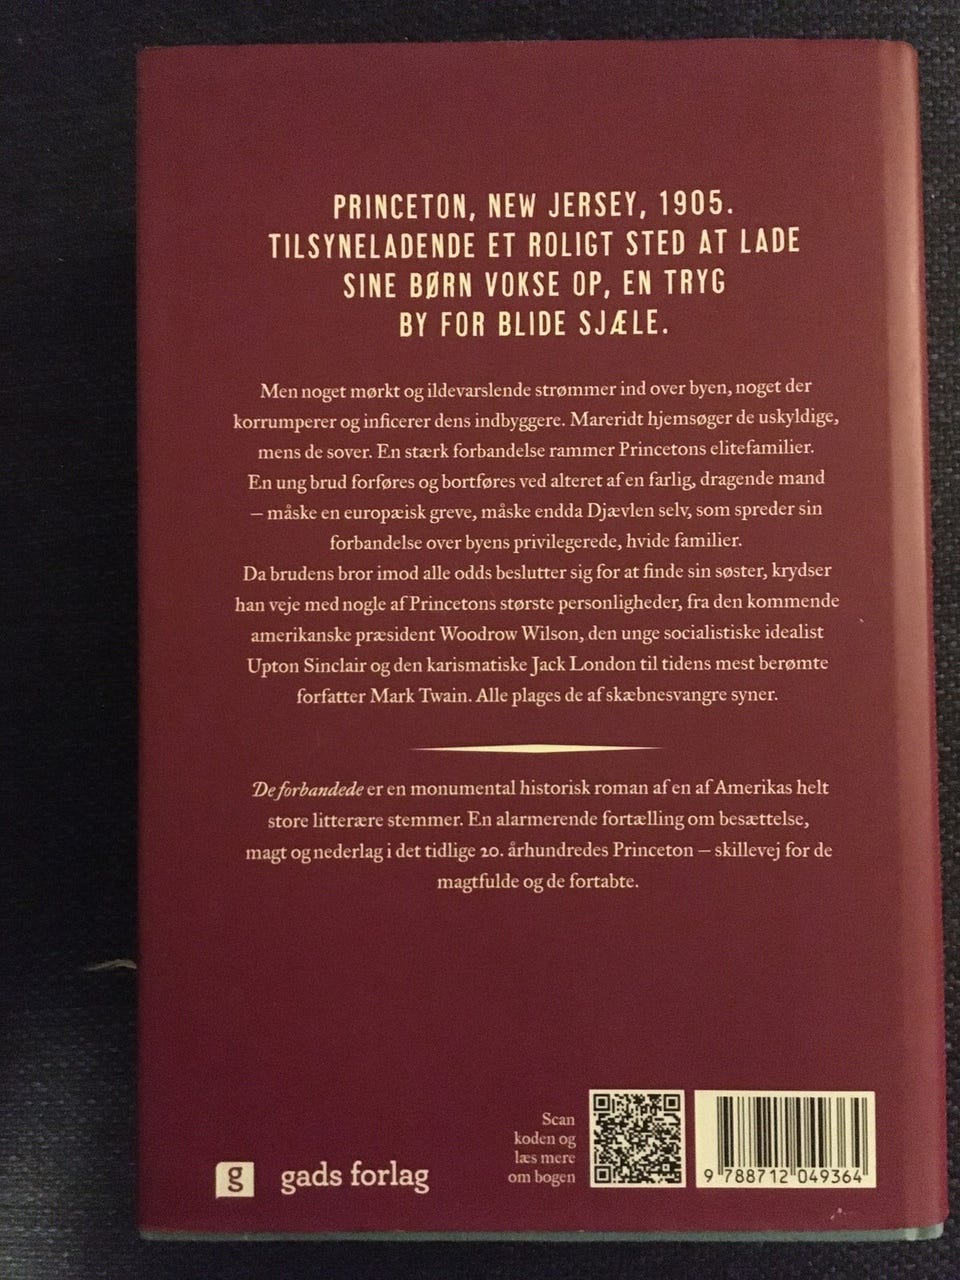 PRINCETON, NEW JERSEY, 1905.
TILSYNELADENDE ET ROLIGT STED AT LADE
SINE BØRN VOKSE OP, EN TRYG
BY FOR BLIDE SJÆLE.
Men noget mørkt og ildevarslende strømmer ind over byen, noget der
korrumperer og inficerer dens indbyggere. Mareridt hjemsøger de uskyldige,
mens de sover. En stærk forbandelse rammer Princetons elitefamilier.
En ung brud forføres og bortføres ved alteret af en farlig, dragende mand
– måske en europæisk greve, måske endda Djævlen selv, som spreder sin
forbandelse over byens privilegerede, hvide familier.
Da brudens bror imod alle odds beslutter sig for at finde sin søster, krydser
han veje med nogle af Princetons største personligheder, fra den kommende
amerikanske præsident Woodrow Wilson, den unge socialistiske idealist
Upton Sinclair og den karismatiske Jack London til tidens mest berømte
forfatter Mark Twain. Alle plages de af skæbnesvangre syner.
De forbandede er en monumental historisk roman af en af Amerikas helt
store litterære stemmer. En alarmerende fortælling om besættelse,
magt og nederlag i det tidlige 20. århundredes Princeton – skillevej for de
magtfulde og de fortabte.
Scan
koden og
læs mere
om bogen
g gads forlag
9 788712 049364